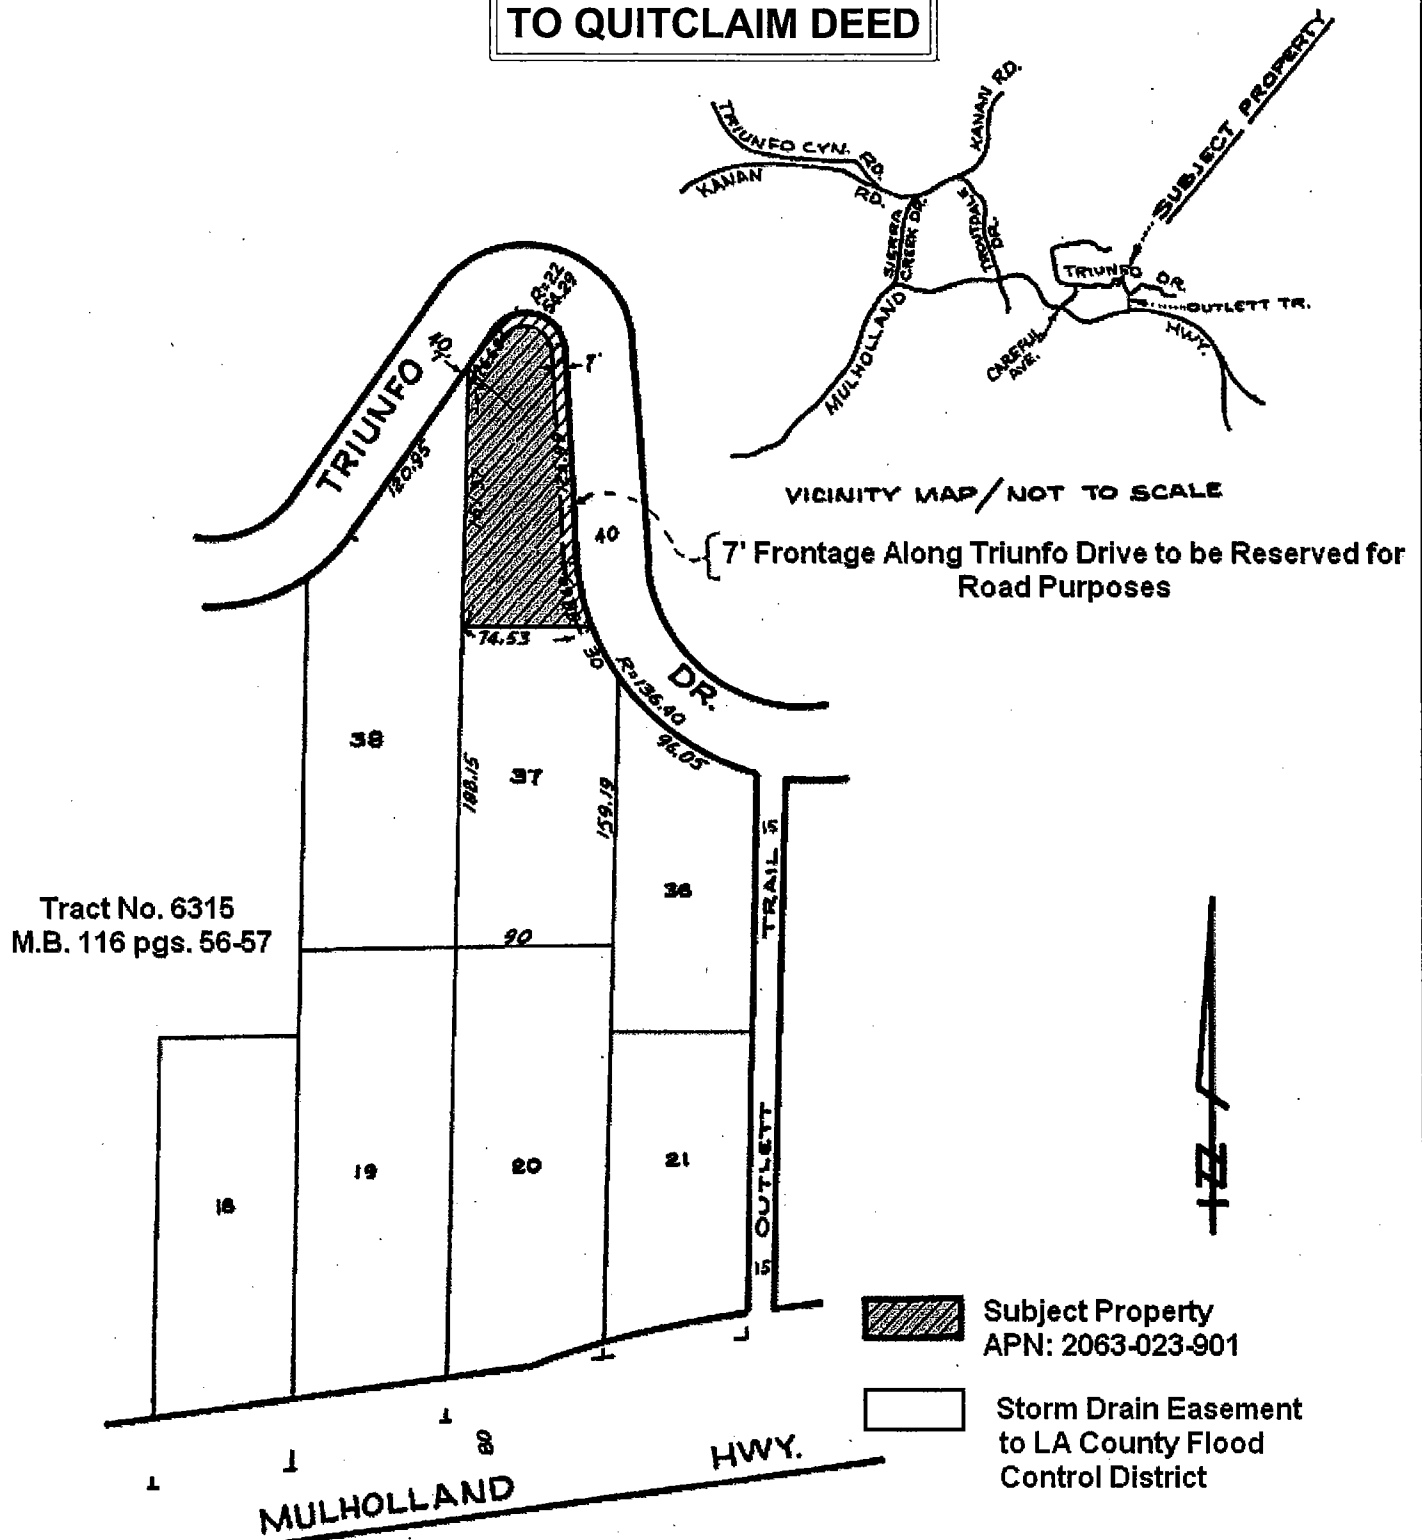 TO QUITCLAIM DEED
SUBJECT PROPERTY
KANAN RD.
TRIUNFO CYN. RD.
KANAN RD.
SIERRA CREEK DR.
TROUTDALE DR.
TRIUNFO DR.
OUTLETT TR.
MULHOLLAND HWY.
CAREFUL AVE.
VICINITY MAP/NOT TO SCALE
7' Frontage Along Triunfo Drive to be Reserved for
Road Purposes
R=22
54.29
7'
TRIUNFO
120.95
40
74.53
30
R=136.40
96.05
DR.
38
37
188.15
159.19
36
90
15
TRAIL
Tract No. 6315
M.B. 116 pgs. 56-57
18
19
20
21
OUTLETT
15
80
MULHOLLAND HWY.
Subject Property
APN: 2063-023-901
Storm Drain Easement
to LA County Flood
Control District